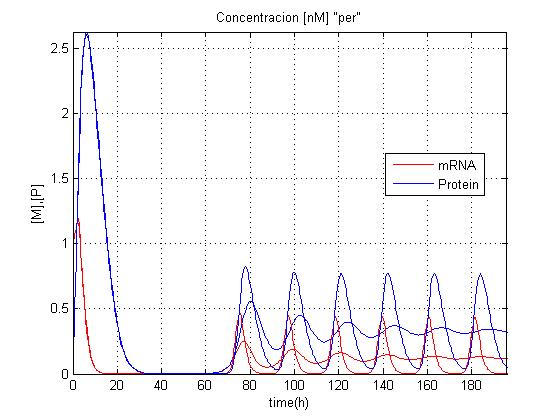 Concentracion [nM] "per"
2.5
2
1.5
1
0.5
0
[M],[P]
mRNA
Protein
0 20 40 60 80 100 120 140 160 180
time(h)